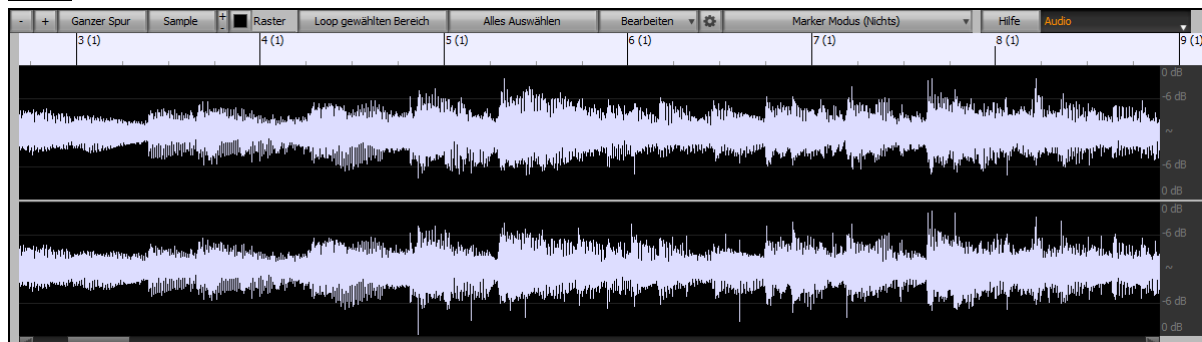 - + Ganzer Spur Sample + - Raster Loop gewählten Bereich Alles Auswählen Bearbeiten Marker Modus (Nichts) Hilfe Audio
3 (1) 4 (1) 5 (1) 6 (1) 7 (1) 8 (1) 9 (1)
0 dB
-6 dB
~
-6 dB
0 dB
0 dB
-6 dB
~
-6 dB
0 dB